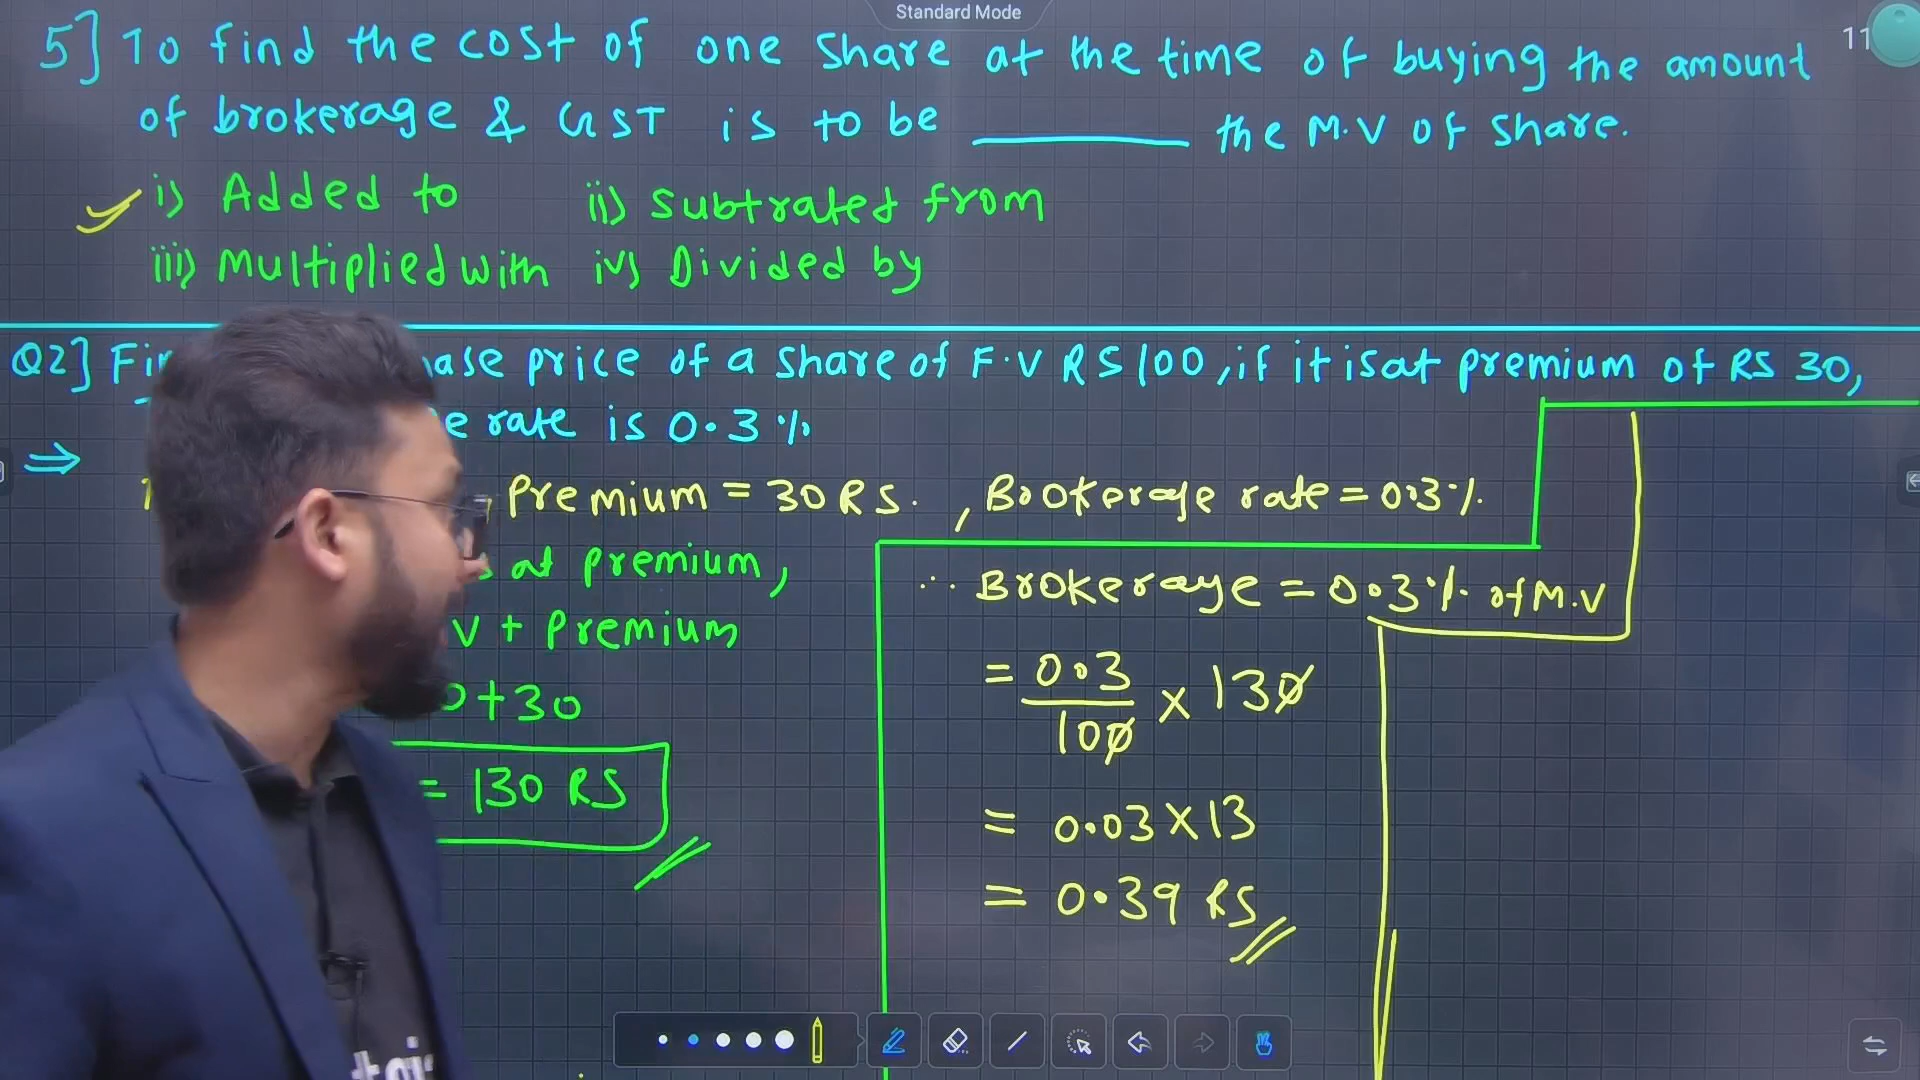 Standard Mode
11
5] To find the cost of one share at the time of buying the amount
of brokerage & GST is to be ______ the M.V of share.
i) Added to ii) Subtrated from
iii) Multiplied with iv) Divided by
Q2] price of a share of F.V RS 100, if it is at premium of RS 30,
rate is 0.3 %
⇒
Premium = 30 RS. , Brokerage rate = 0.3%.
at premium,
V + Premium
+30
= 130 RS
∴ Brokerage = 0.3% of M.V
= 0.3/100 × 130
= 0.03 × 13
= 0.39 RS